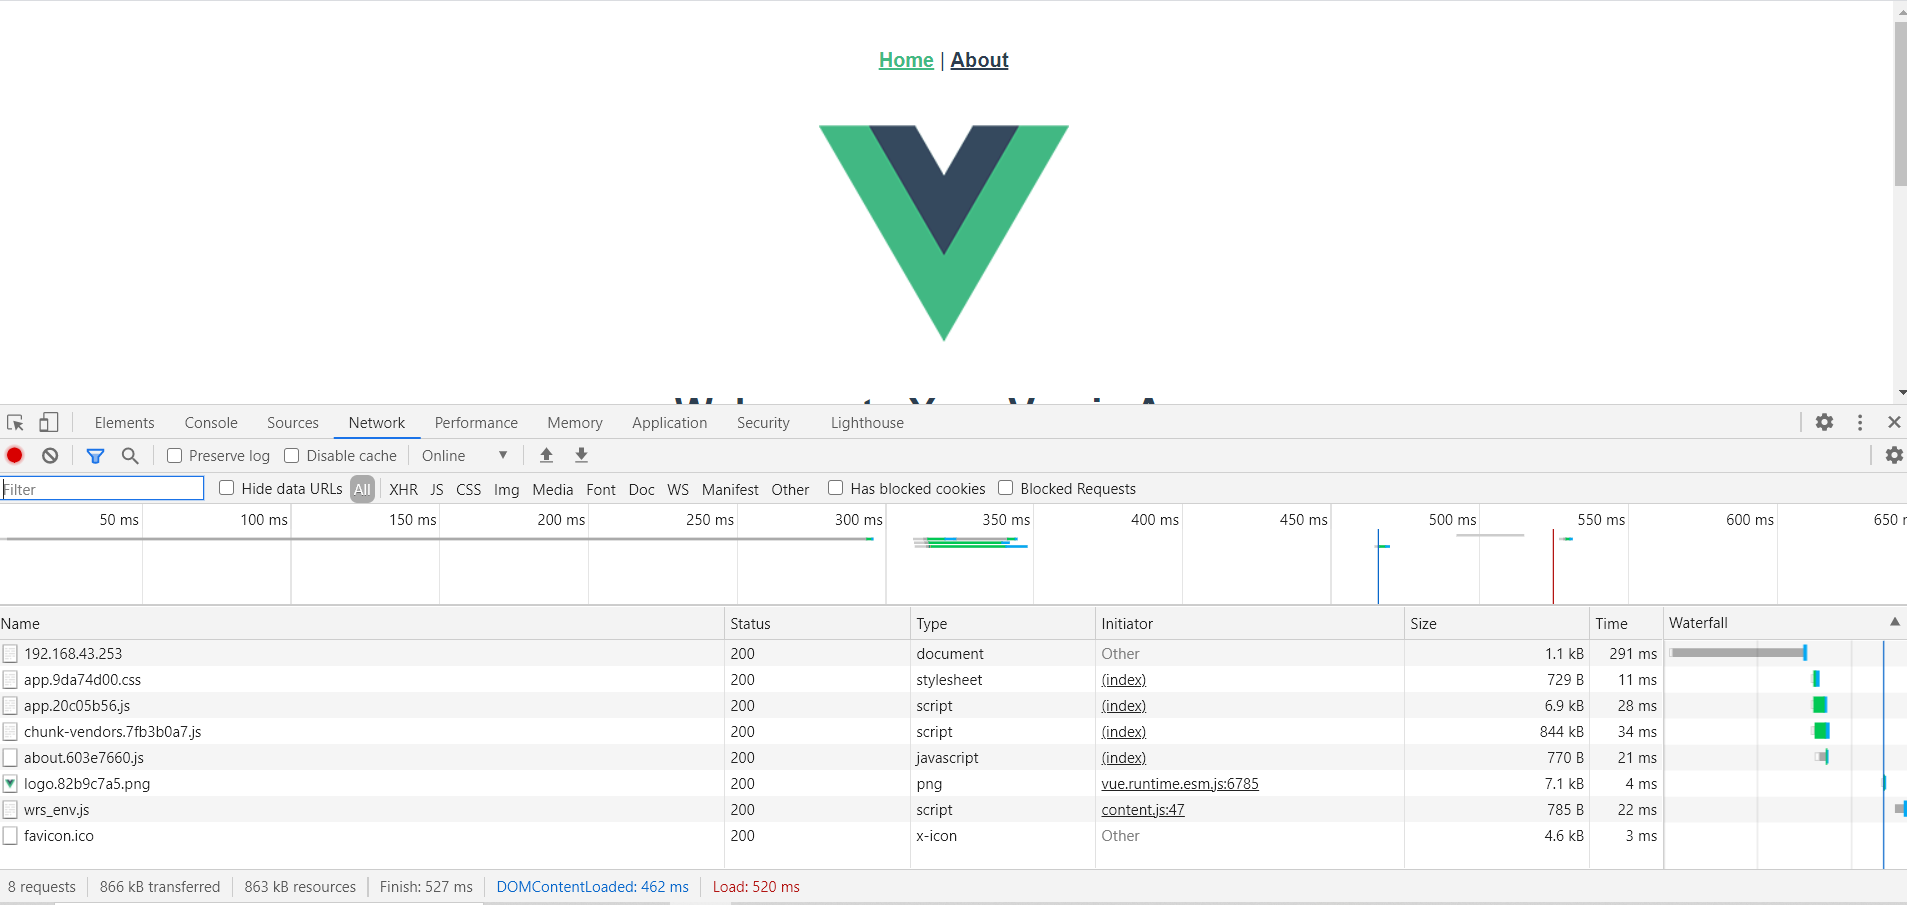 Home | About
Elements Console Sources Network Performance Memory Application Security Lighthouse
Preserve log Disable cache Online
Filter Hide data URLs All XHR JS CSS Img Media Font Doc WS Manifest Other Has blocked cookies Blocked Requests
50 ms 100 ms 150 ms 200 ms 250 ms 300 ms 350 ms 400 ms 450 ms 500 ms 550 ms 600 ms 650
Name Status Type Initiator Size Time Waterfall
192.168.43.253 200 document Other 1.1 kB 291 ms
app.9da74d00.css 200 stylesheet (index) 729 B 11 ms
app.20c05b56.js 200 script (index) 6.9 kB 28 ms
chunk-vendors.7fb3b0a7.js 200 script (index) 844 kB 34 ms
about.603e7660.js 200 javascript (index) 770 B 21 ms
logo.82b9c7a5.png 200 png vue.runtime.esm.js:6785 7.1 kB 4 ms
wrs_env.js 200 script content.js:47 785 B 22 ms
favicon.ico 200 x-icon Other 4.6 kB 3 ms
8 requests 866 kB transferred 863 kB resources Finish: 527 ms DOMContentLoaded: 462 ms Load: 520 ms